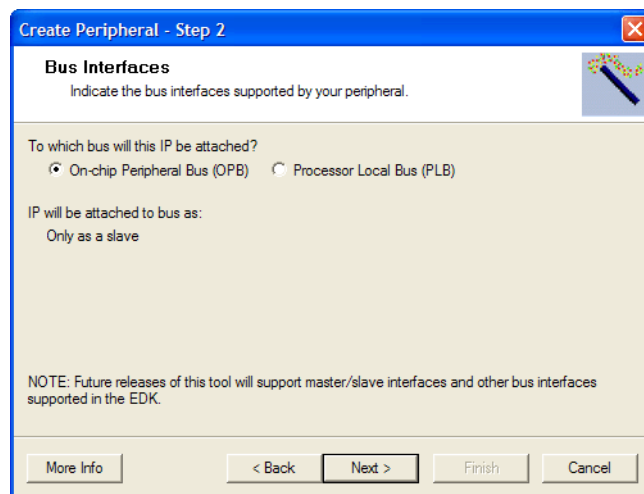 Create Peripheral - Step 2
Bus Interfaces
Indicate the bus interfaces supported by your peripheral.
To which bus will this IP be attached?
On-chip Peripheral Bus (OPB) Processor Local Bus (PLB)
IP will be attached to bus as:
Only as a slave
NOTE: Future releases of this tool will support master/slave interfaces and other bus interfaces
supported in the EDK.
More Info < Back Next > Finish Cancel